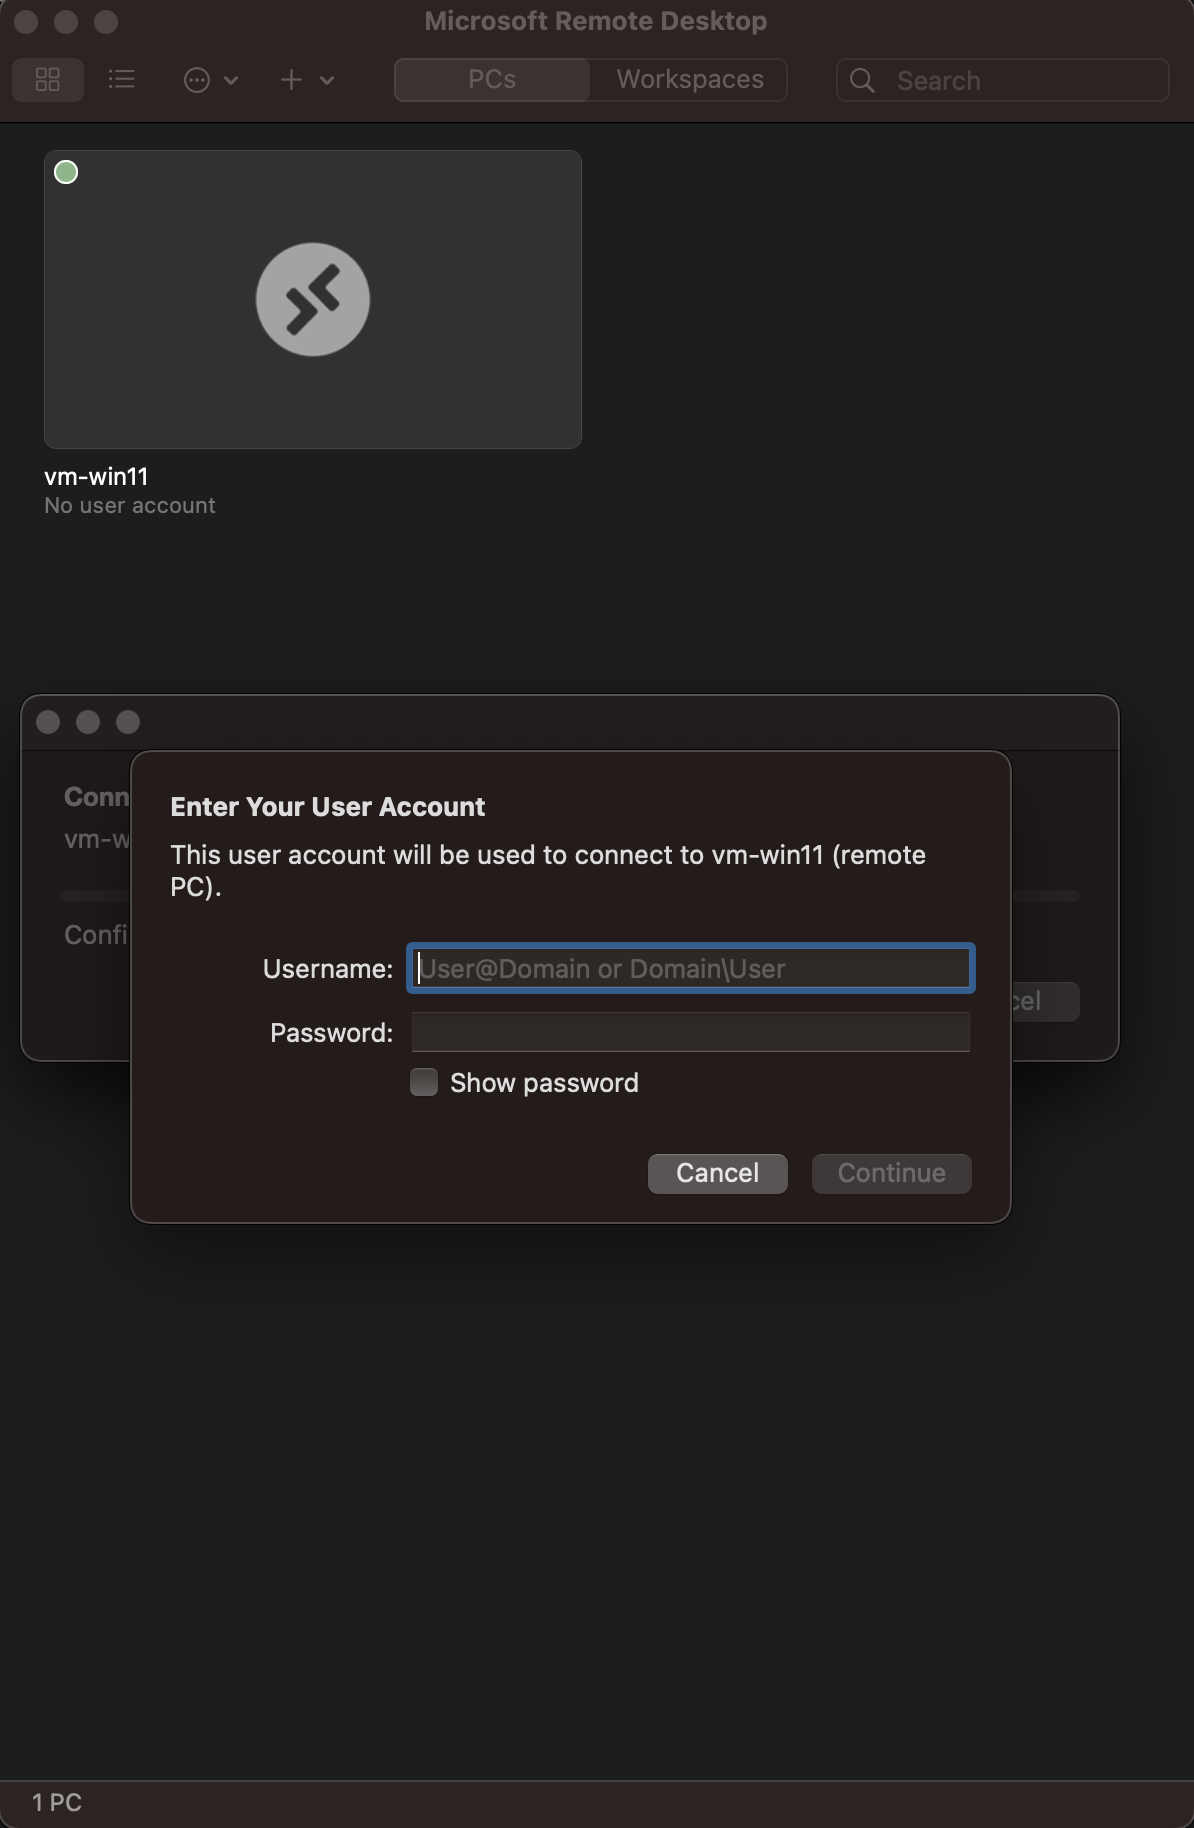 Microsoft Remote Desktop
PCs
Workspaces
Search
vm-win11
No user account
Conn
vm-w
Confi
cel
Enter Your User Account
This user account will be used to connect to vm-win11 (remote
PC).
Username: User@Domain or Domain\User
Password:
Show password
Cancel
Continue
1 PC